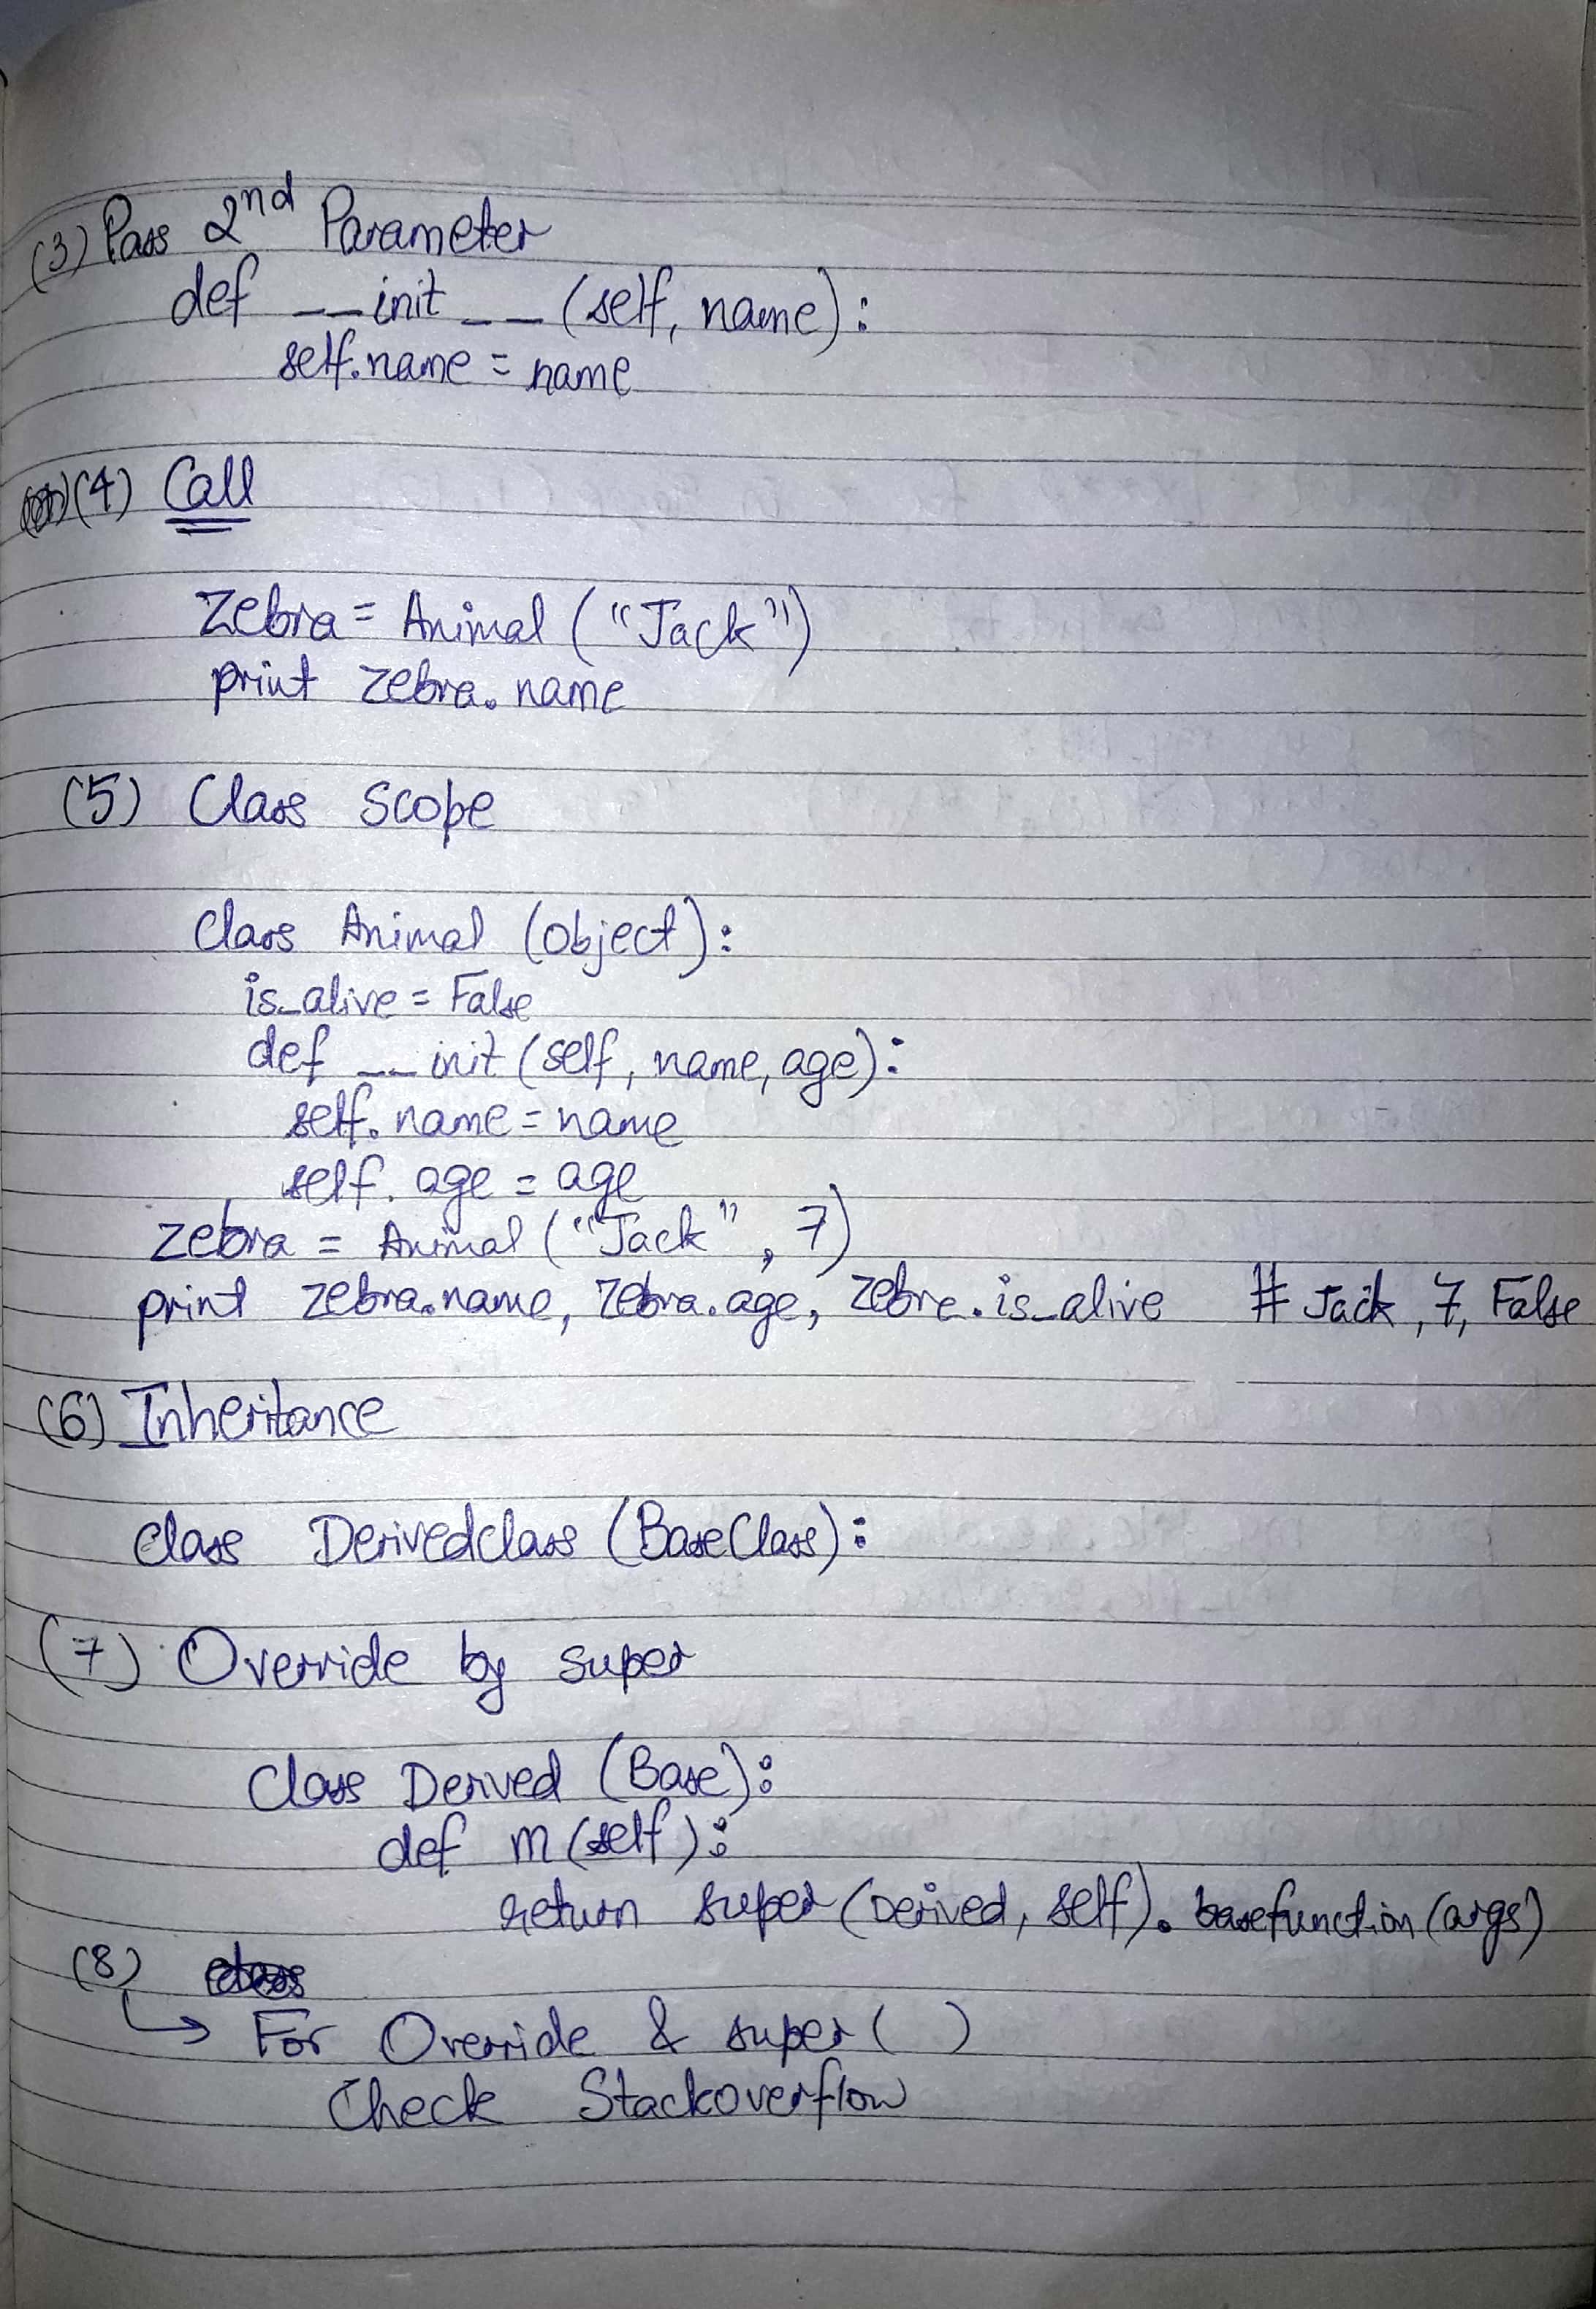 (3) Pass 2nd Parameter
def __init__(self, name):
self.name = name
(4) Call
Zebra = Animal ("Jack")
print zebra.name
(5) Class Scope
Class Animal (object):
is_alive = False
def __init (self, name, age):
self.name = name
self.age = age
zebra = Animal ("Jack", 7)
print zebra.name, zebra.age, zebra.is_alive # Jack, 7, False
(6) Inheritance
class Derivedclass (BaseClass):
(7) Override by super
Class Derived (Base):
def m(self):
return super(Derived, self).basefunction(args)
(8)
↳ For Override & super( )
Check Stackoverflow